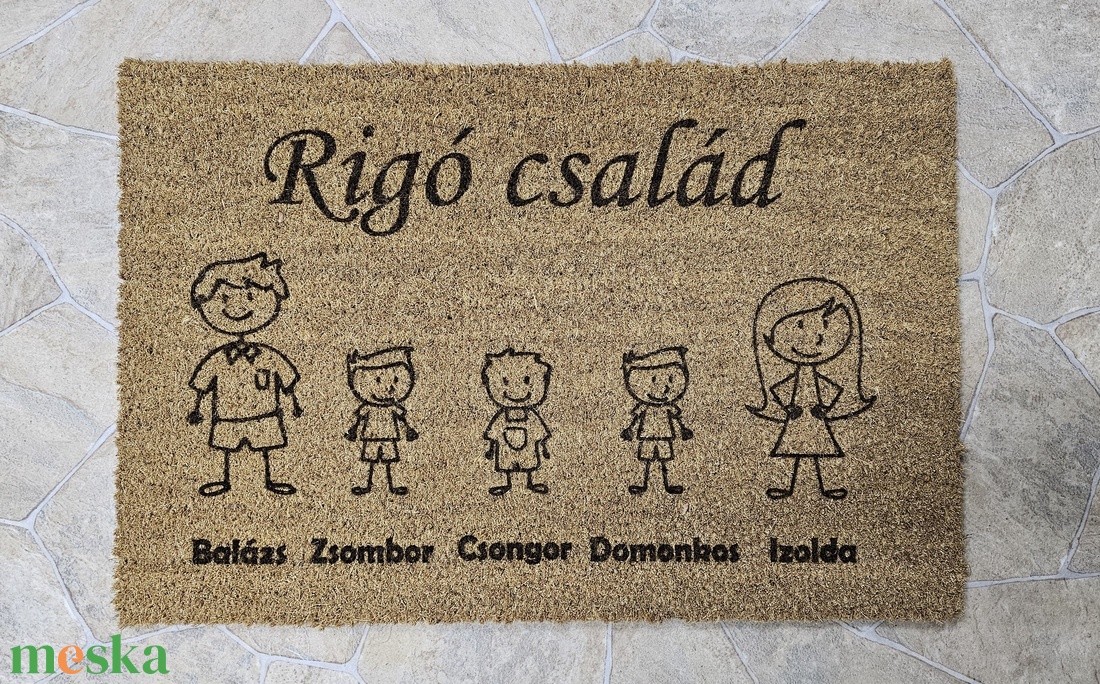 Rigó család
Balázs Zsombor Csongor Domonkos Izolda
meska